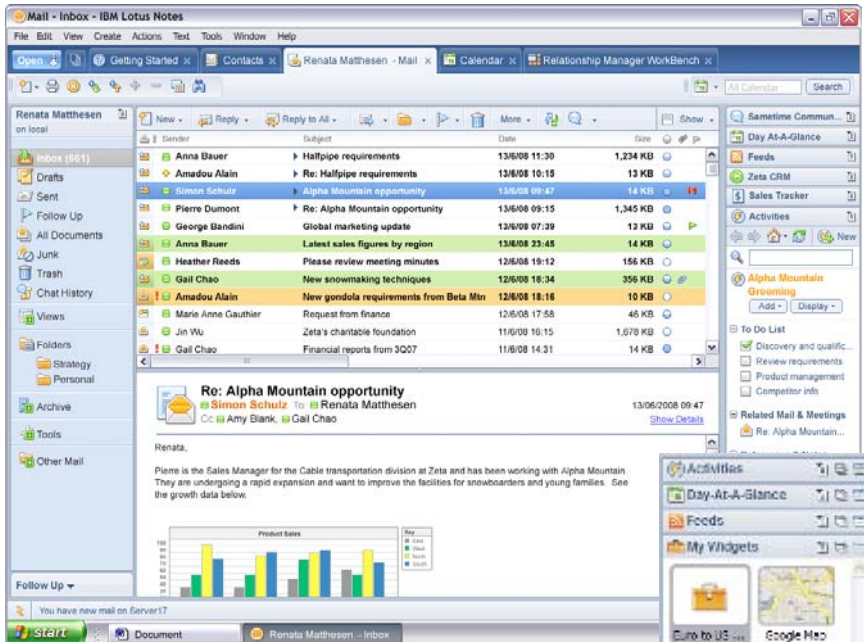 Mail - Inbox - IBM Lotus Notes
File Edit View Create Actions Text Tools Window Help
Open Getting Started Contacts Renata Matthesen - Mail Calendar Relationship Manager WorkBench
All Calendar Search
Renata Matthesen
on local
Inbox (661)
Drafts
Sent
Follow Up
All Documents
Junk
Trash
Chat History
Views
Folders
Strategy
Personal
Archive
Tools
Other Mail
Follow Up
New Reply Reply to All More Show
Sender Subject Date Size
Anna Bauer Halfpipe requirements 13/6/08 11:30 1,234 KB
Amadou Alain Re: Halfpipe requirements 13/6/08 10:15 13 KB
Simon Schulz Alpha Mountain opportunity 13/6/08 09:47 14 KB
Pierre Dumont Re: Alpha Mountain opportunity 13/6/08 09:15 1,345 KB
George Bandini Global marketing update 13/6/08 07:39 13 KB
Anna Bauer Latest sales figures by region 13/6/08 23:45 14 KB
Heather Reeds Please review meeting minutes 12/6/08 19:12 156 KB
Gail Chao New snowmaking techniques 12/6/08 18:34 356 KB
Amadou Alain New gondola requirements from Beta Mtn 12/6/08 18:16 10 KB
Marie Anne Gauthier Request from finance 12/6/08 17:58 46 KB
Jin Wu Zeta's charitable foundation 11/6/08 16:15 1,678 KB
Gail Chao Financial reports from 3Q07 11/6/08 14:31 14 KB
Re: Alpha Mountain opportunity
Simon Schulz To: Renata Matthesen 13/06/2008 09:47
Cc: Amy Blank, Gail Chao Show Details
Renata,
Pierre is the Sales Manager for the Cable transportation division at Zeta and has been working with Alpha Mountain.
They are undergoing a rapid expansion and want to improve the facilities for snowboarders and young families. See
the growth data below.
Product Sales
Key
East
West
North
South
Sametime Commun...
Day At-A-Glance
Feeds
Zeta CRM
Sales Tracker
Activities
New
Alpha Mountain
Grooming
Add Display
To Do List
Discovery and qualific...
Review requirements
Product management
Competitor info
Related Mail & Meetings
Re: Alpha Mountain...
Activities
Day-At-A-Glance
Feeds
My Widgets
Euro to US ... Google Map
You have new mail on Server17
start Document Renata Matthesen - Inbox